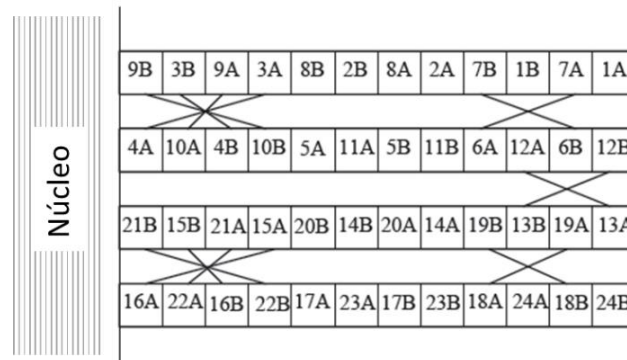 Núcleo
9B 3B 9A 3A 8B 2B 8A 2A 7B 1B 7A 1A
4A 10A 4B 10B 5A 11A 5B 11B 6A 12A 6B 12B
21B 15B 21A 15A 20B 14B 20A 14A 19B 13B 19A 13A
16A 22A 16B 22B 17A 23A 17B 23B 18A 24A 18B 24B